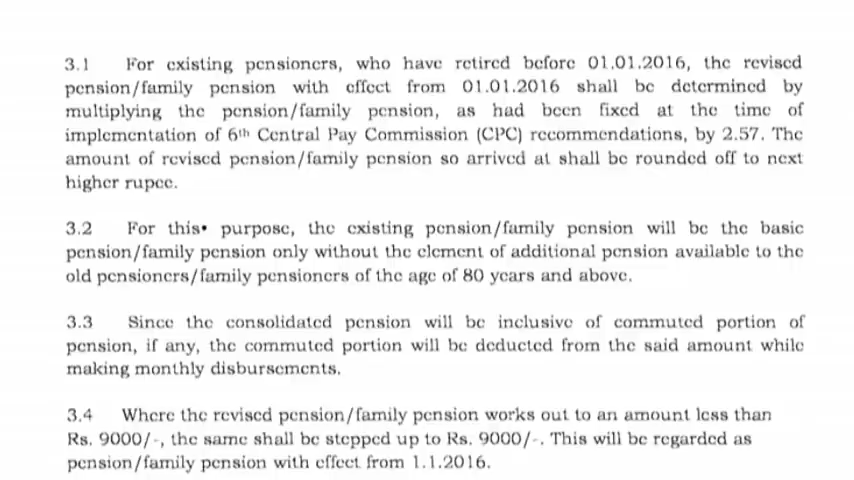 3.1 For existing pensioners, who have retired before 01.01.2016, the revised
pension/family pension with effect from 01.01.2016 shall be determined by
multiplying the pension/family pension, as had been fixed at the time of
implementation of 6th Central Pay Commission (CPC) recommendations, by 2.57. The
amount of revised pension/family pension so arrived at shall be rounded off to next
higher rupee.
3.2 For this• purpose, the existing pension/family pension will be the basic
pension/family pension only without the element of additional pension available to the
old pensioners/family pensioners of the age of 80 years and above.
3.3 Since the consolidated pension will be inclusive of commuted portion of
pension, if any, the commuted portion will be deducted from the said amount while
making monthly disbursements.
3.4 Where the revised pension/family pension works out to an amount less than
Rs. 9000/-, the same shall be stepped up to Rs. 9000/-. This will be regarded as
pension/family pension with effect from 1.1.2016.